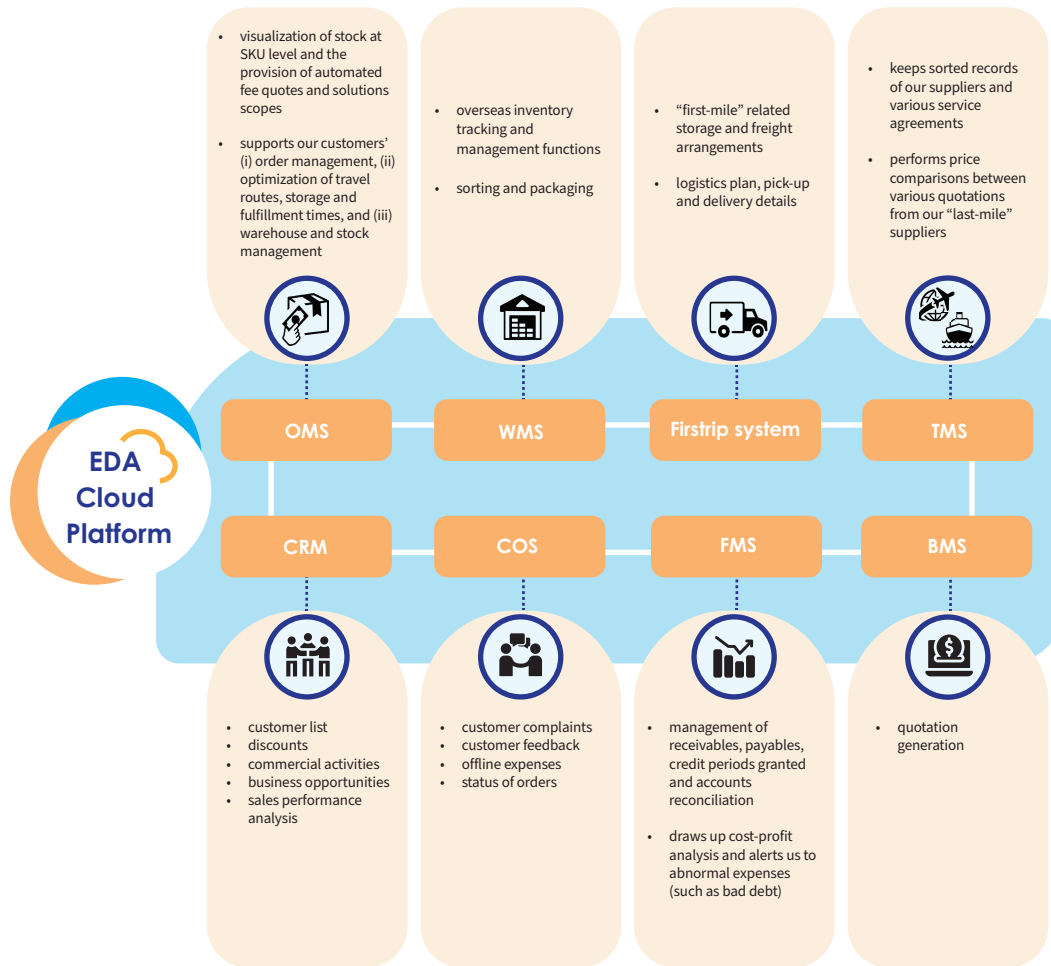 • visualization of stock at
SKU level and the
provision of automated
fee quotes and solutions
scopes
• supports our customers’
(i) order management, (ii)
optimization of travel
routes, storage and
fulfillment times, and (iii)
warehouse and stock
management
• overseas inventory
tracking and
management functions
• sorting and packaging
• “first-mile” related
storage and freight
arrangements
• logistics plan, pick-up
and delivery details
• keeps sorted records
of our suppliers and
various service
agreements
• performs price
comparisons between
various quotations
from our “last-mile”
suppliers
EDA
Cloud
Platform
OMS
WMS
Firstrip system
TMS
CRM
COS
FMS
BMS
$
• customer list
• discounts
• commercial activities
• business opportunities
• sales performance
analysis
• customer complaints
• customer feedback
• offline expenses
• status of orders
• management of
receivables, payables,
credit periods granted
and accounts
reconciliation
• draws up cost-profit
analysis and alerts us to
abnormal expenses
(such as bad debt)
• quotation
generation